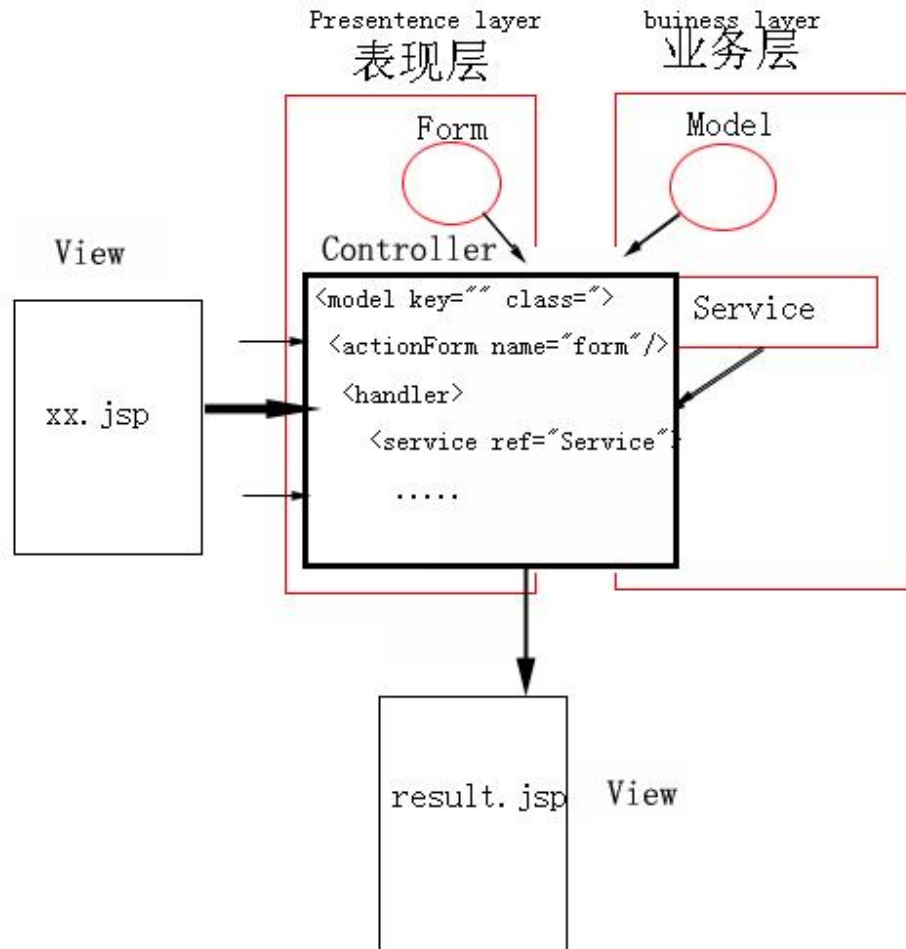 Presentence layer
表现层
buiness layer
业务层
Form
Model
View
Controller
<model key="" class=">
<actionForm name="form"/>
<handler>
<service ref="Service"}
.....
Service
xx.jsp
result.jsp
View